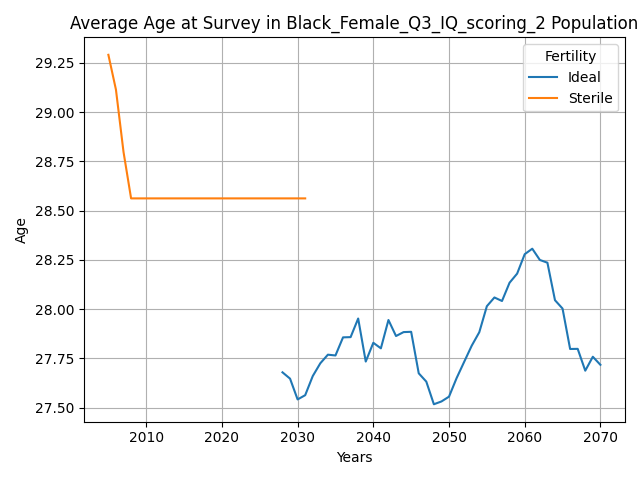 Average Age at Survey in Black_Female_Q3_IQ_scoring_2 Population
Fertility
Ideal
Sterile
29.25
29.00
28.75
28.50
28.25
28.00
27.75
27.50
Age
2010 2020 2030 2040 2050 2060 2070
Years